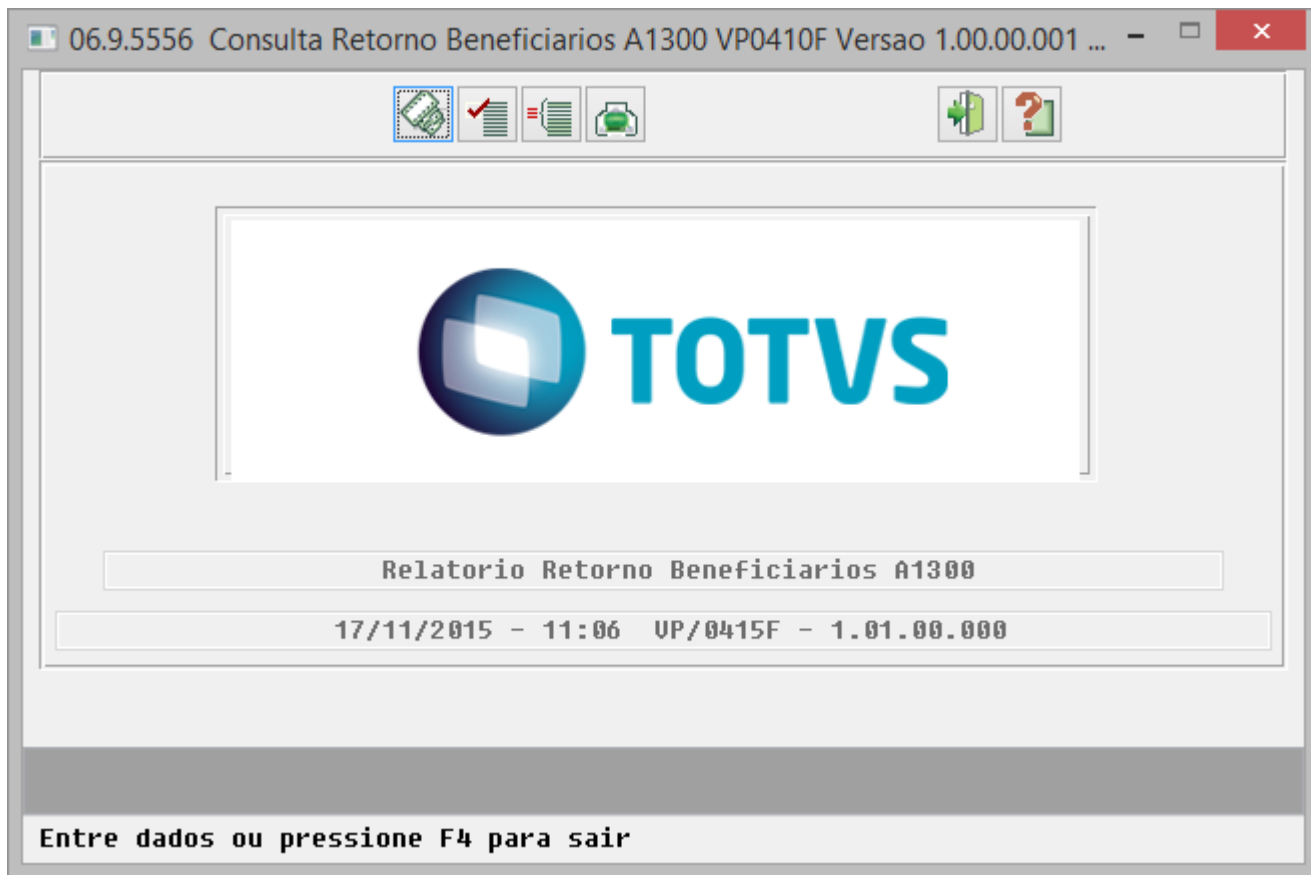 06.9.5556 Consulta Retorno Beneficiarios A1300 VP0410F Versao 1.00.00.001 ...
TOTVS
Relatorio Retorno Beneficiarios A1300
17/11/2015 - 11:06 VP/0415F - 1.01.00.000
Entre dados ou pressione F4 para sair